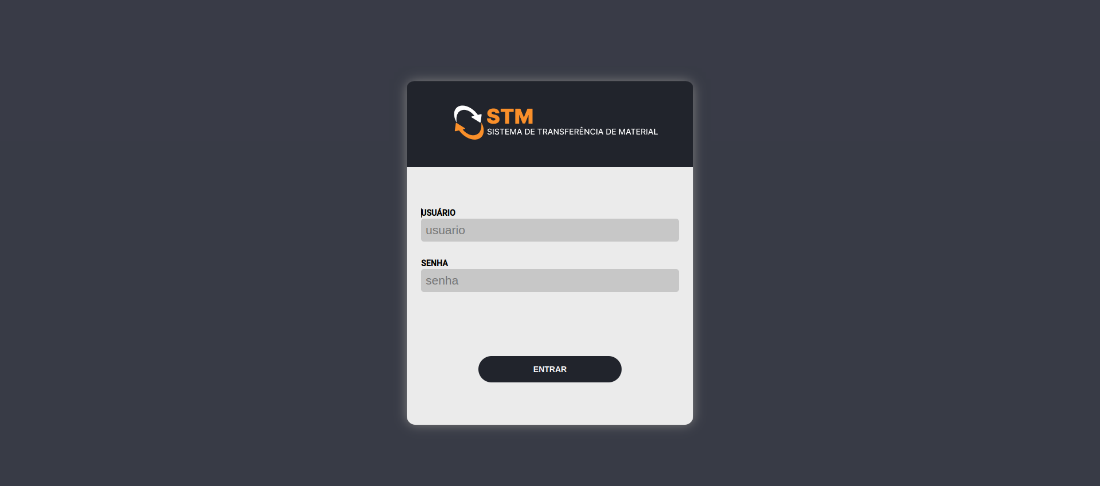 STM
SISTEMA DE TRANSFERÊNCIA DE MATERIAL
USUÁRIO
usuario
SENHA
senha
ENTRAR